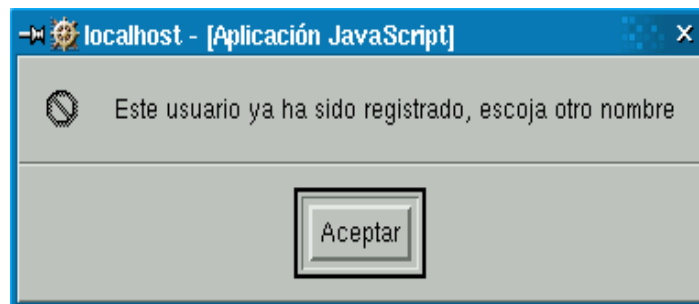 localhost - [Aplicación JavaScript]
Este usuario ya ha sido registrado, escoja otro nombre
Aceptar